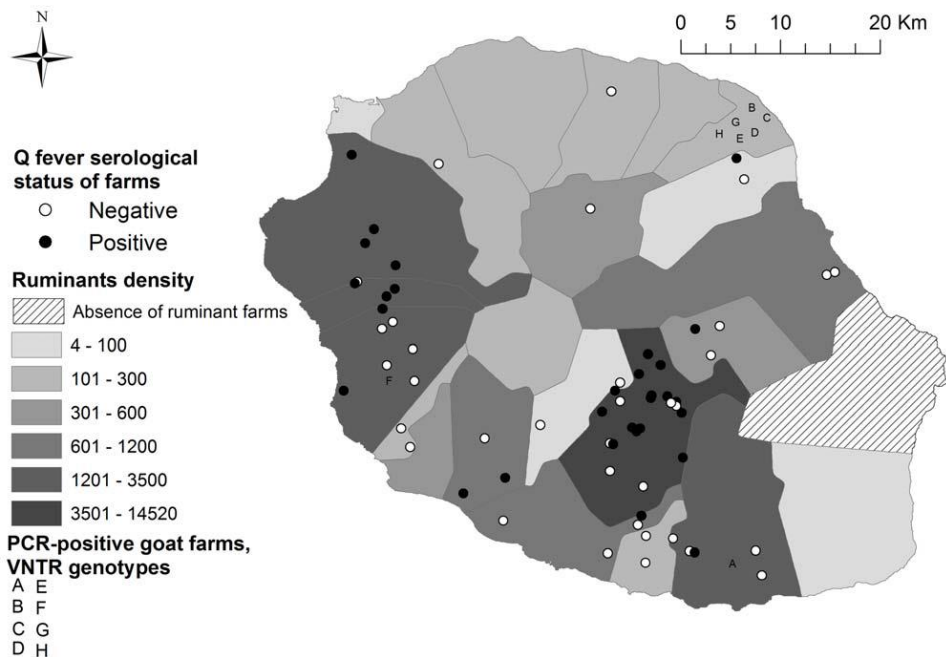 N
0 5 10 20 Km
B
G C
H E D
Q fever serological
status of farms
Negative
Positive
Ruminants density
Absence of ruminant farms
4 - 100
101 - 300
301 - 600
601 - 1200
1201 - 3500
3501 - 14520
F
PCR-positive goat farms,
VNTR genotypes
A E
B F
C G
D H
A